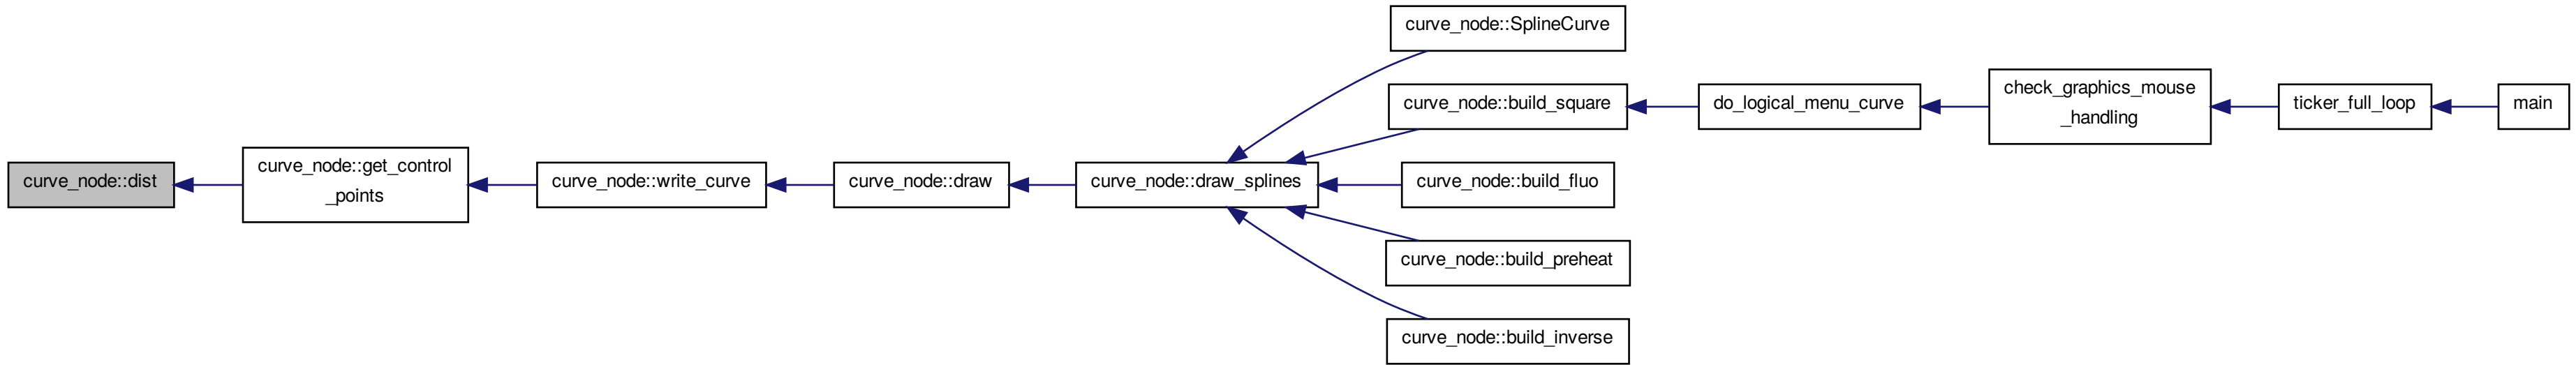 curve_node::dist
curve_node::get_control
_points
curve_node::write_curve
curve_node::draw
curve_node::draw_splines
curve_node::SplineCurve
curve_node::build_square
curve_node::build_fluo
curve_node::build_preheat
curve_node::build_inverse
do_logical_menu_curve
check_graphics_mouse
_handling
ticker_full_loop
main